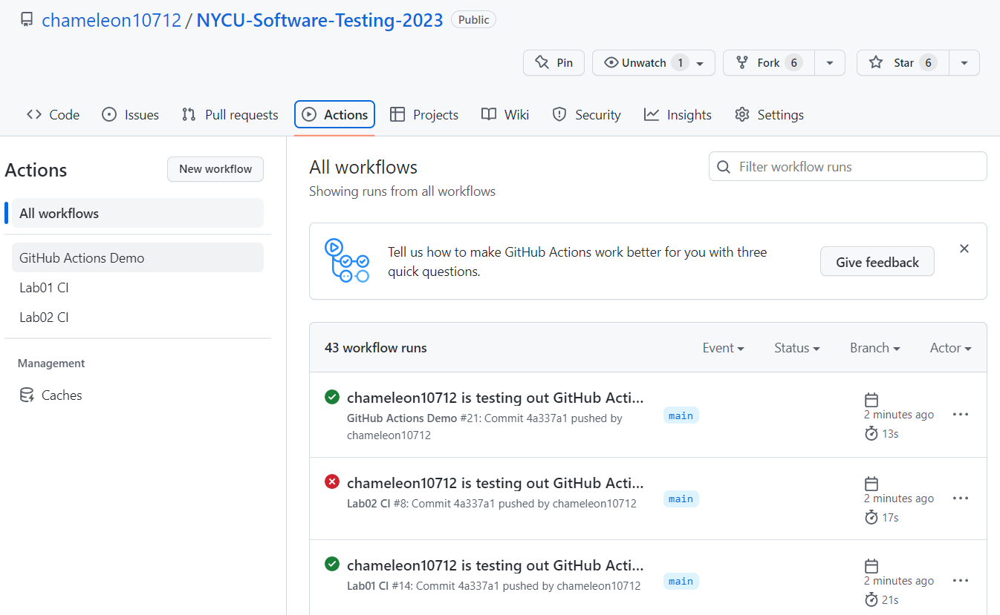 chameleon10712 / NYCU-Software-Testing-2023 Public
Pin Unwatch 1 Fork 6 Star 6
Code Issues Pull requests Actions Projects Wiki Security Insights Settings
Actions New workflow
All workflows
GitHub Actions Demo
Lab01 CI
Lab02 CI
Management
Caches
All workflows
Showing runs from all workflows
Filter workflow runs
Tell us how to make GitHub Actions work better for you with three
quick questions.
Give feedback
43 workflow runs Event Status Branch Actor
chameleon10712 is testing out GitHub Acti...
GitHub Actions Demo #21: Commit 4a337a1 pushed by
chameleon10712
main
2 minutes ago
13s
chameleon10712 is testing out GitHub Acti...
Lab02 CI #8: Commit 4a337a1 pushed by chameleon10712
main
2 minutes ago
17s
chameleon10712 is testing out GitHub Acti...
Lab01 CI #14: Commit 4a337a1 pushed by chameleon10712
main
2 minutes ago
21s